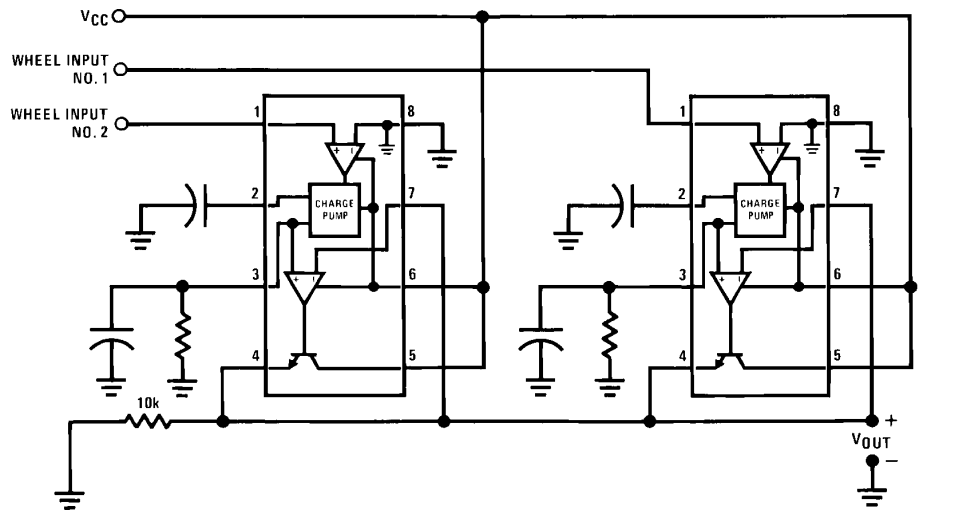 VCC
WHEEL INPUT
NO. 1
WHEEL INPUT
NO. 2
1
8
+ −
2
CHARGE
PUMP
7
3
+ −
6
4
5
1
8
+ −
2
CHARGE
PUMP
7
3
+ −
6
4
5
10k
+
VOUT
−